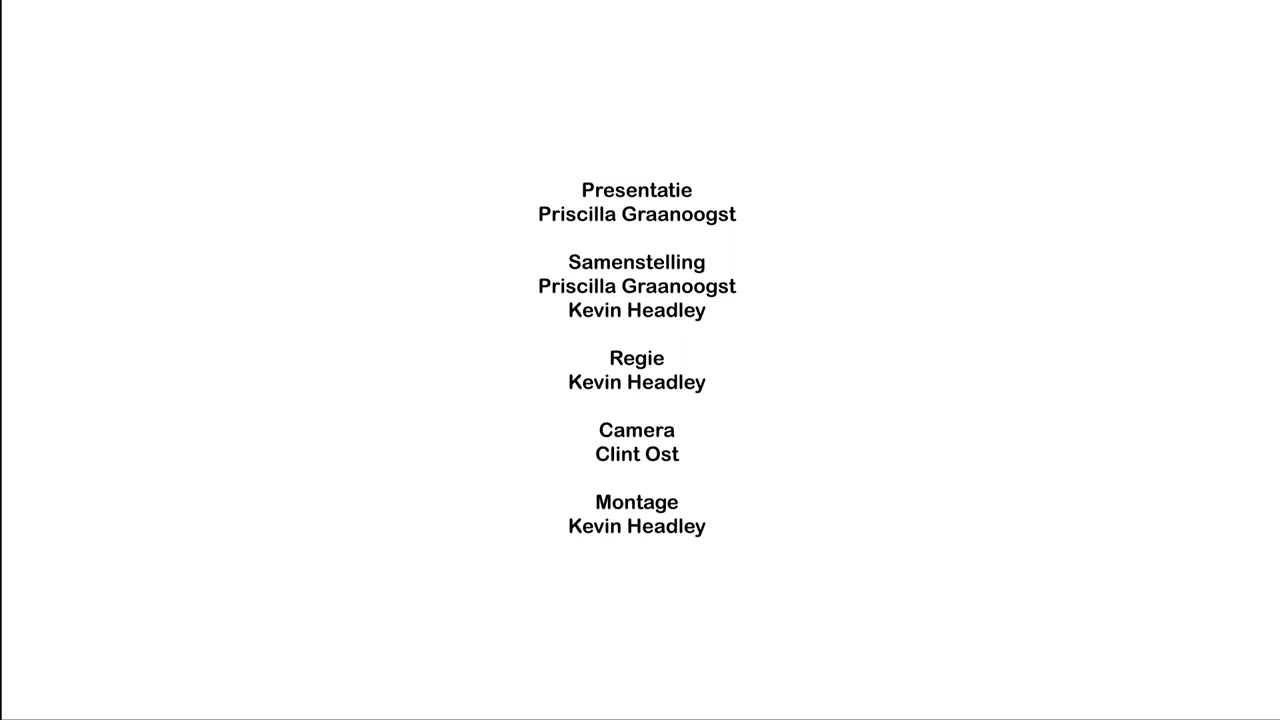 Presentatie
Priscilla Graanoogst
Samenstelling
Priscilla Graanoogst
Kevin Headley
Regie
Kevin Headley
Camera
Clint Ost
Montage
Kevin Headley